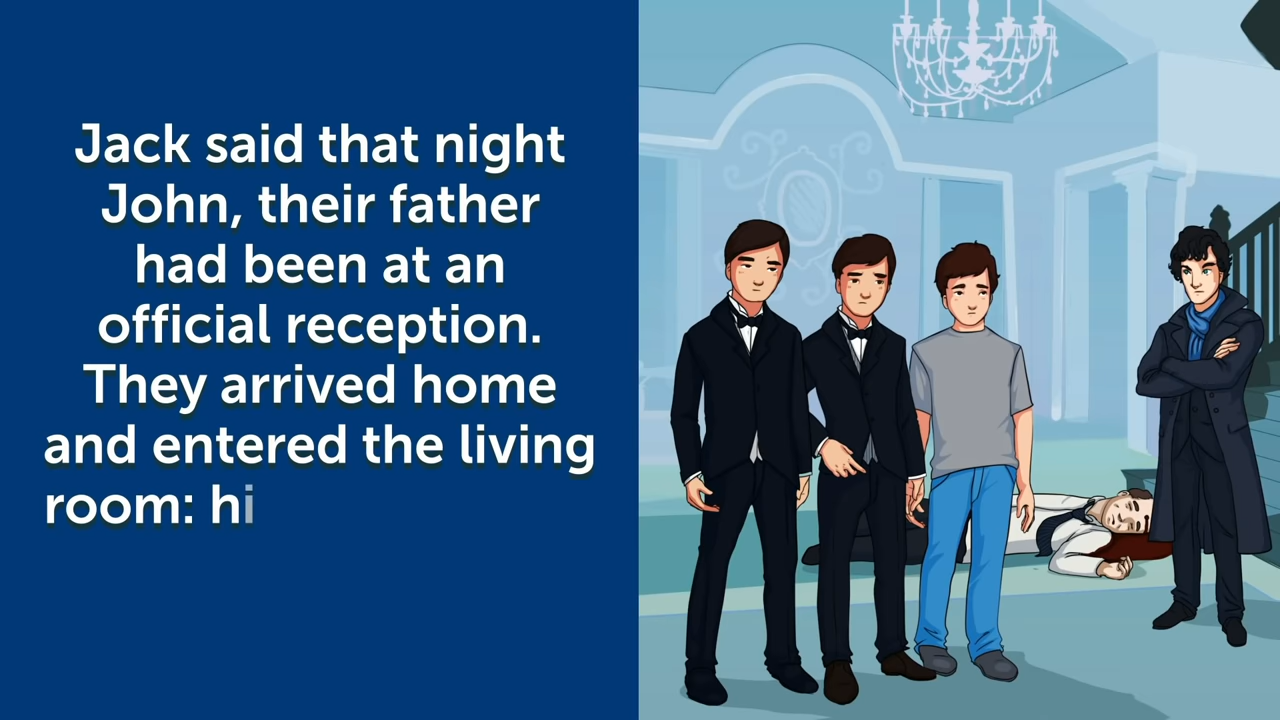 Jack said that night
John, their father
had been at an
official reception.
They arrived home
and entered the living
room: hi